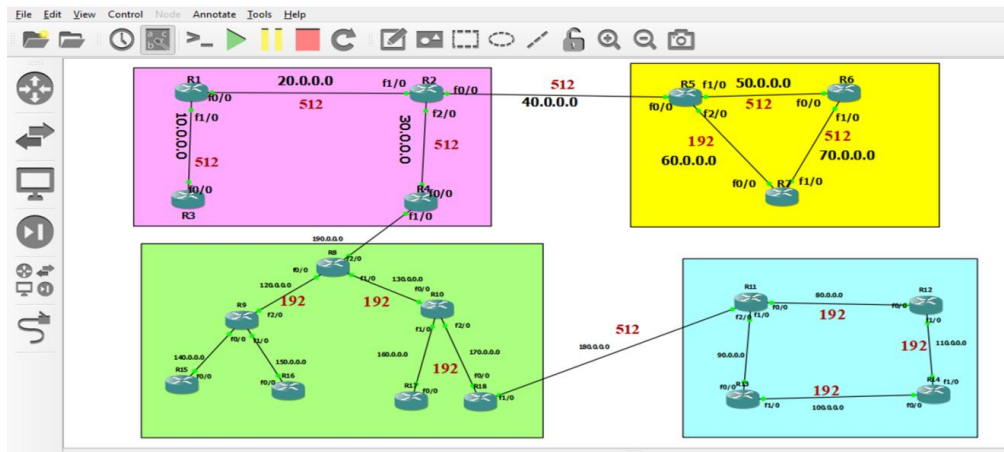 File Edit View Control Node Annotate Tools Help
R1
20.0.0.0
f1/0
R2
f0/0
512
f0/0
512
40.0.0.0
f1/0
10.0.0.0
512
f0/0
R3
f2/0
30.0.0.0
512
R4
f0/0
f1/0
R5
f1/0
50.0.0.0
R6
f0/0
512
f0/0
f2/0
192
60.0.0.0
f1/0
512
70.0.0.0
f0/0
R7
f1/0
190.0.0.0
R8
f2/0
f0/0
f1/0
120.0.0.0
192
130.0.0.0
192
f0/0
R9
f2/0
R10
f0/0
f1/0
f1/0
f2/0
140.0.0.0
150.0.0.0
160.0.0.0
170.0.0.0
192
R15
f0/0
f0/0
R16
R17
f0/0
f0/0
R18
f1/0
512
180.0.0.0
R11
f0/0
f2/0
f1/0
80.0.0.0
192
R12
f0/0
f1/0
90.0.0.0
192
110.0.0.0
f0/0
R13
192
f1/0
100.0.0.0
f1/0
R14
f0/0